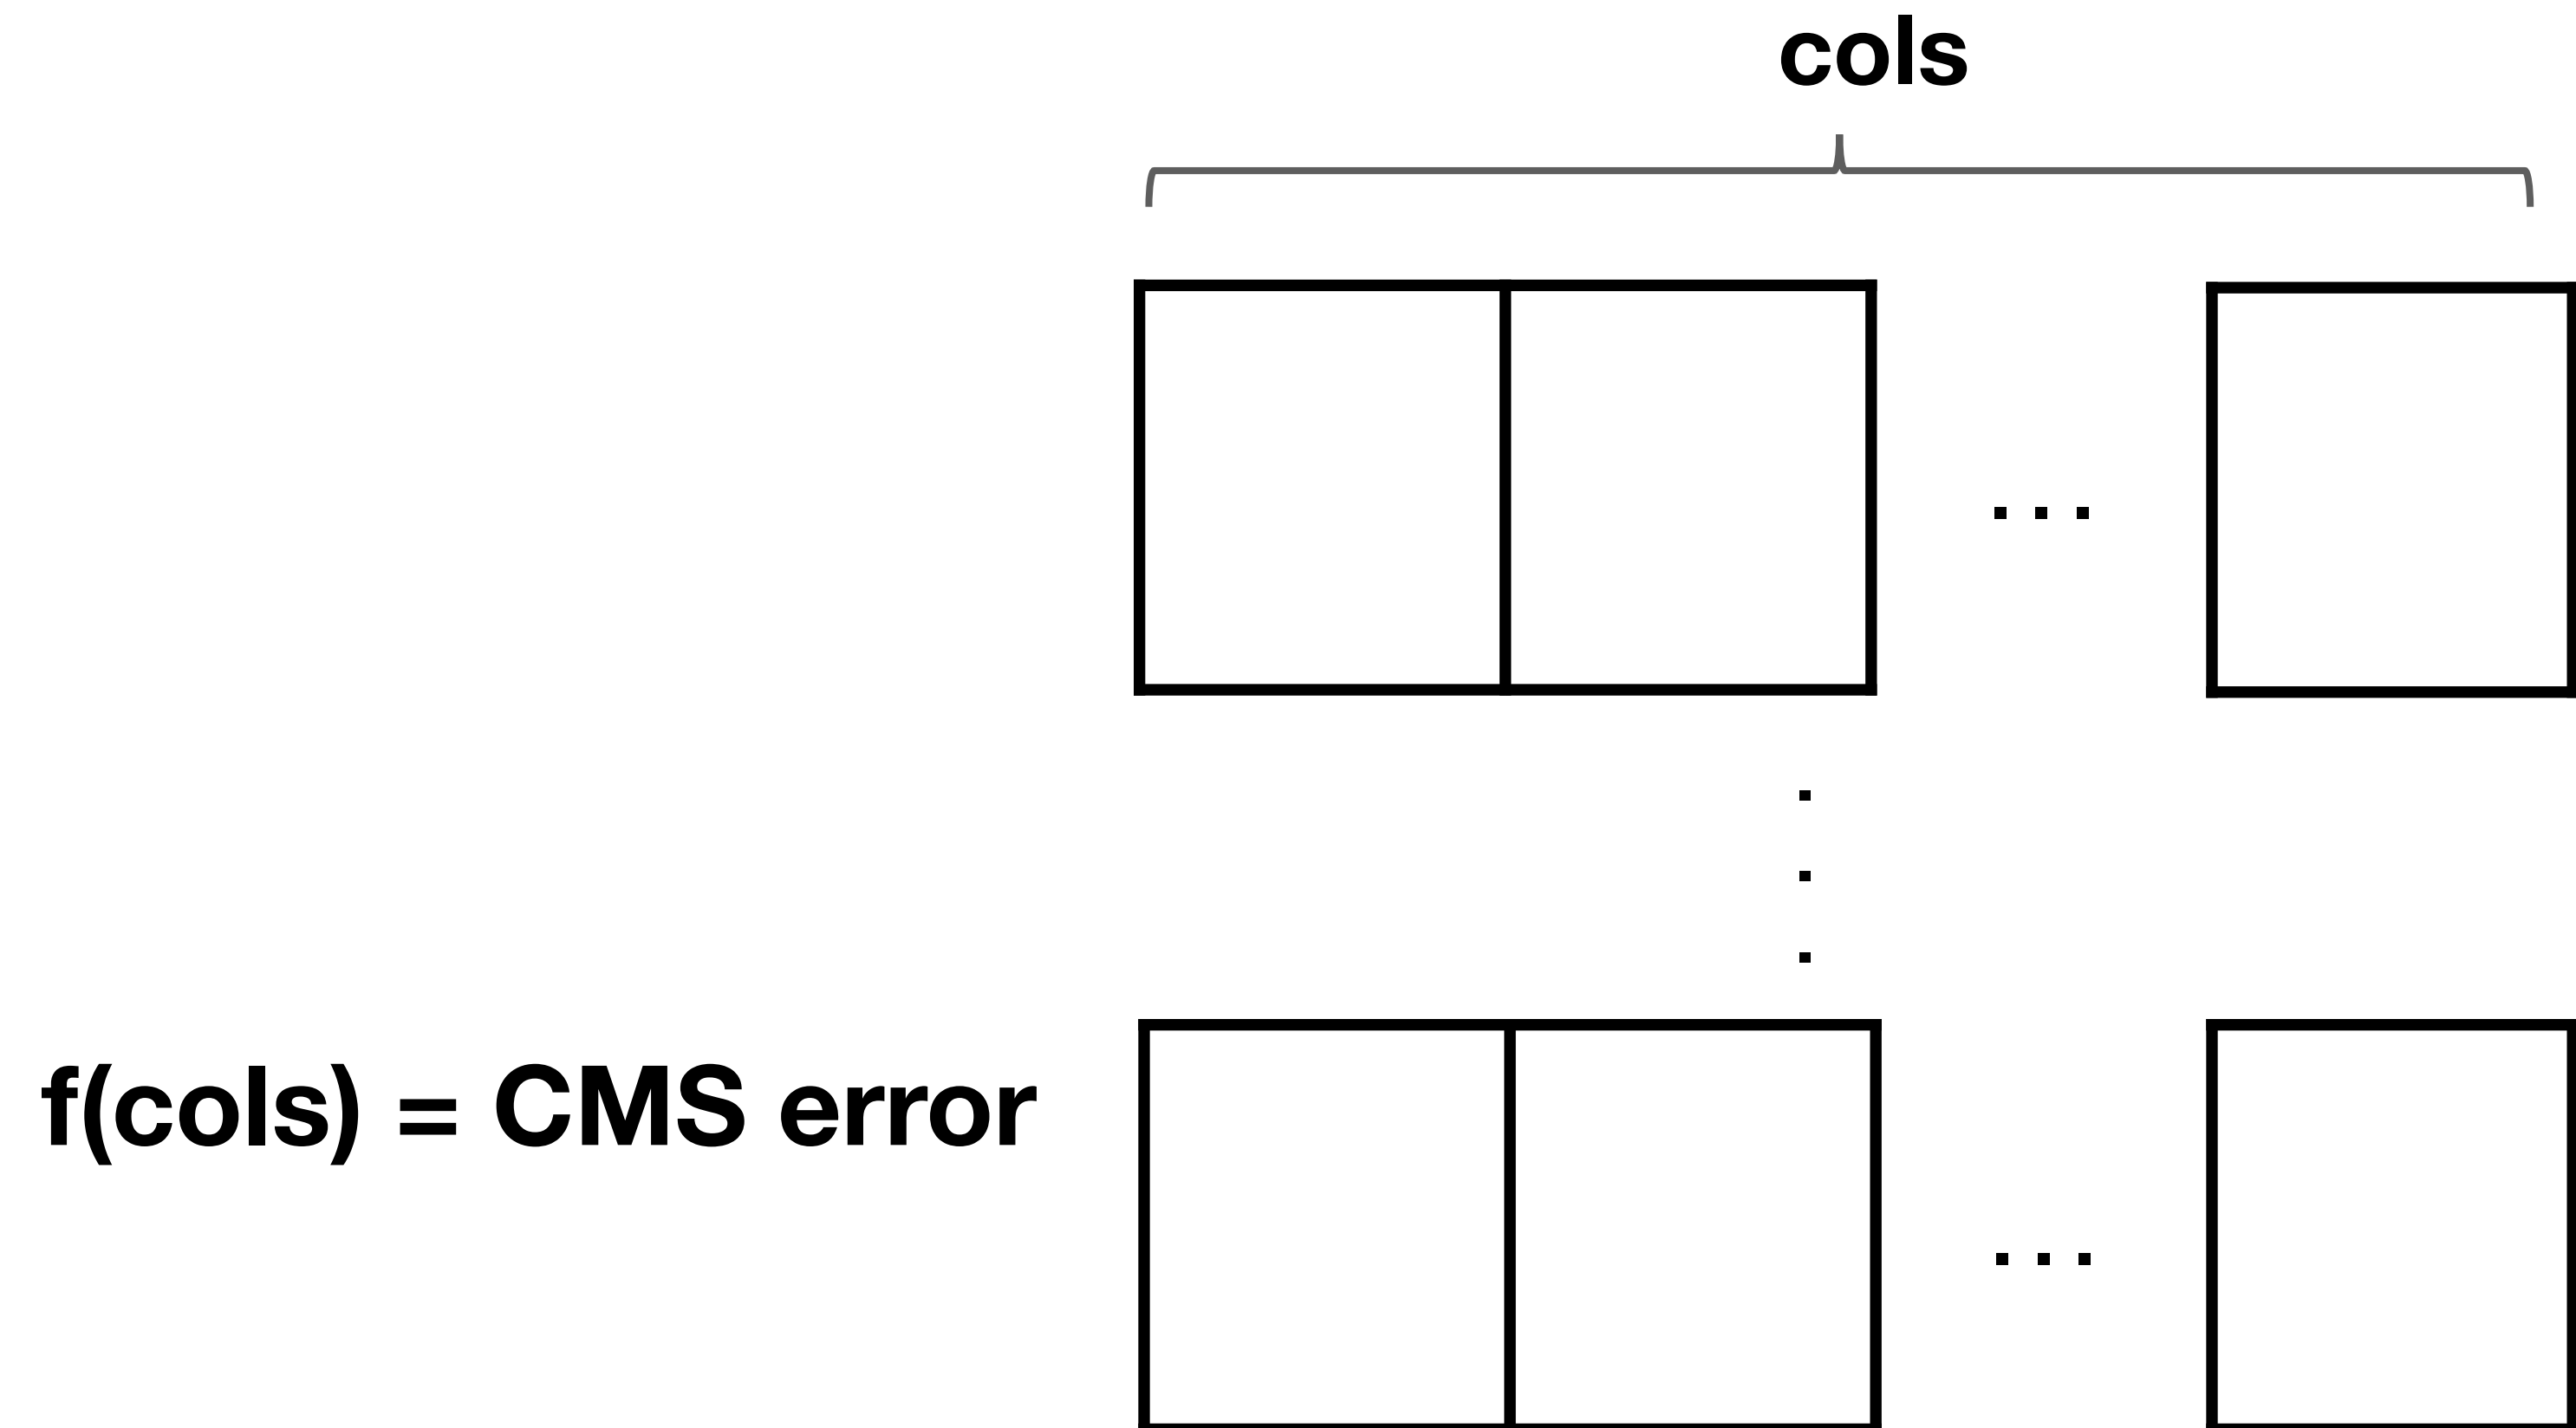 cols
. . .
.
.
.
f(cols) = CMS error
. . .